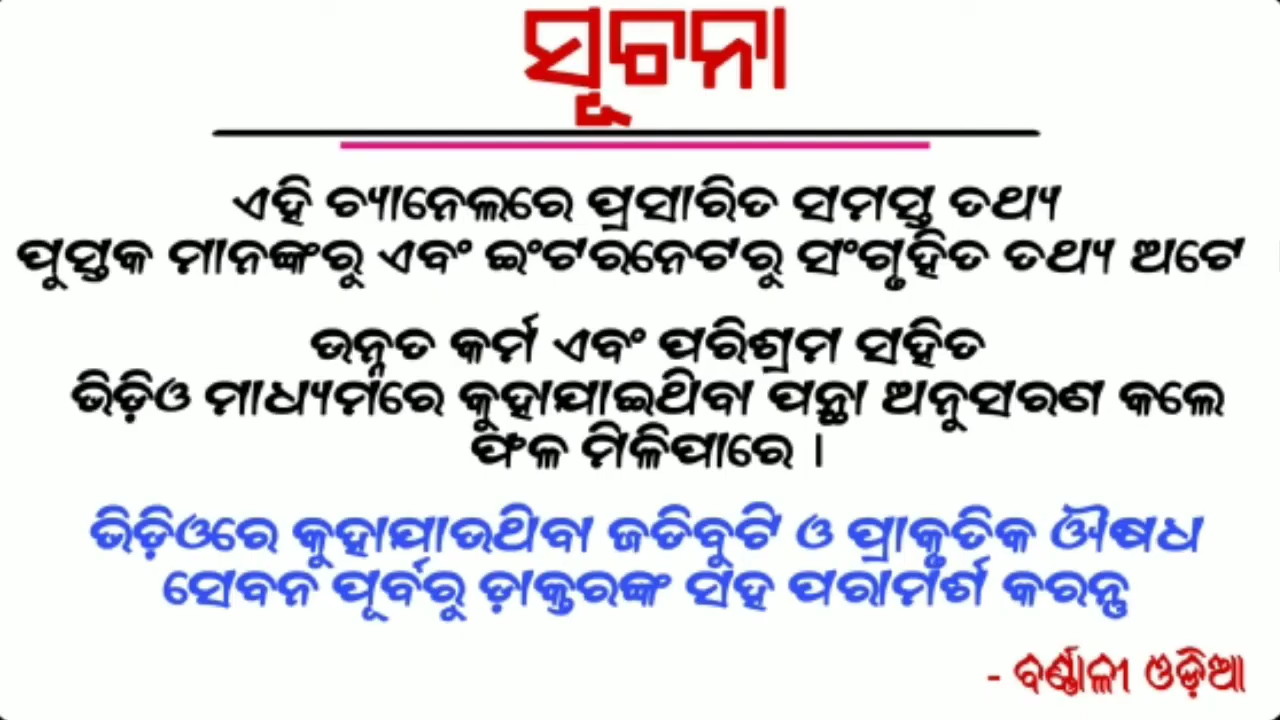 ସୂଚନା
ଏହି ଚ୍ୟାନେଲରେ ପ୍ରସାରିତ ସମସ୍ତ ତଥ୍ୟ
ପୁସ୍ତକ ମାନଙ୍କରୁ ଏବଂ ଇଂଟରନେଟରୁ ସଂଗୃହିତ ତଥ୍ୟ ଅଟେ ।
ଉନ୍ନତ କର୍ମ ଏବଂ ପରିଶ୍ରମ ସହିତ
ଭିଡ଼ିଓ ମାଧ୍ୟମରେ କୁହାଯାଇଥିବା ପନ୍ଥା ଅନୁସରଣ କଲେ
ଫଳ ମିଳିପାରେ ।
ଭିଡ଼ିଓରେ କୁହାଯାଉଥିବା ଜଡିବୁଟି ଓ ପ୍ରାକୃତିକ ଔଷଧ
ସେବନ ପୂର୍ବରୁ ଡ଼ାକ୍ତରଙ୍କ ସହ ପରାମର୍ଶ କରନ୍ତୁ
- ବର୍ଣ୍ଣାଳୀ ଓଡ଼ିଆ